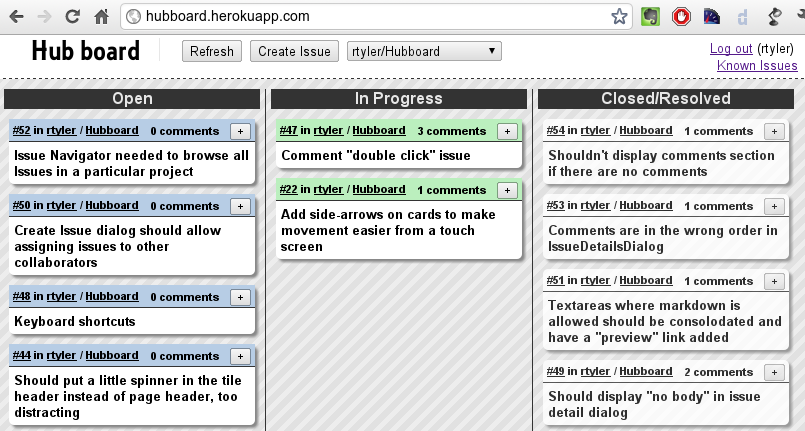 hubboard.herokuapp.com
Hub board
Refresh
Create Issue
rtyler/Hubboard
Log out (rtyler)
Known Issues
Open
#52 in rtyler / Hubboard 0 comments +
Issue Navigator needed to browse all
Issues in a particular project
#50 in rtyler / Hubboard 0 comments +
Create Issue dialog should allow
assigning issues to other
collaborators
#48 in rtyler / Hubboard 0 comments +
Keyboard shortcuts
#44 in rtyler / Hubboard 0 comments +
Should put a little spinner in the tile
header instead of page header, too
distracting
In Progress
#47 in rtyler / Hubboard 3 comments +
Comment "double click" issue
#22 in rtyler / Hubboard 1 comments +
Add side-arrows on cards to make
movement easier from a touch
screen
Closed/Resolved
#54 in rtyler / Hubboard 1 comments +
Shouldn't display comments section
if there are no comments
#53 in rtyler / Hubboard 1 comments +
Comments are in the wrong order in
IssueDetailsDialog
#51 in rtyler / Hubboard 1 comments +
Textareas where markdown is
allowed should be consolodated and
have a "preview" link added
#49 in rtyler / Hubboard 2 comments +
Should display "no body" in issue
detail dialog